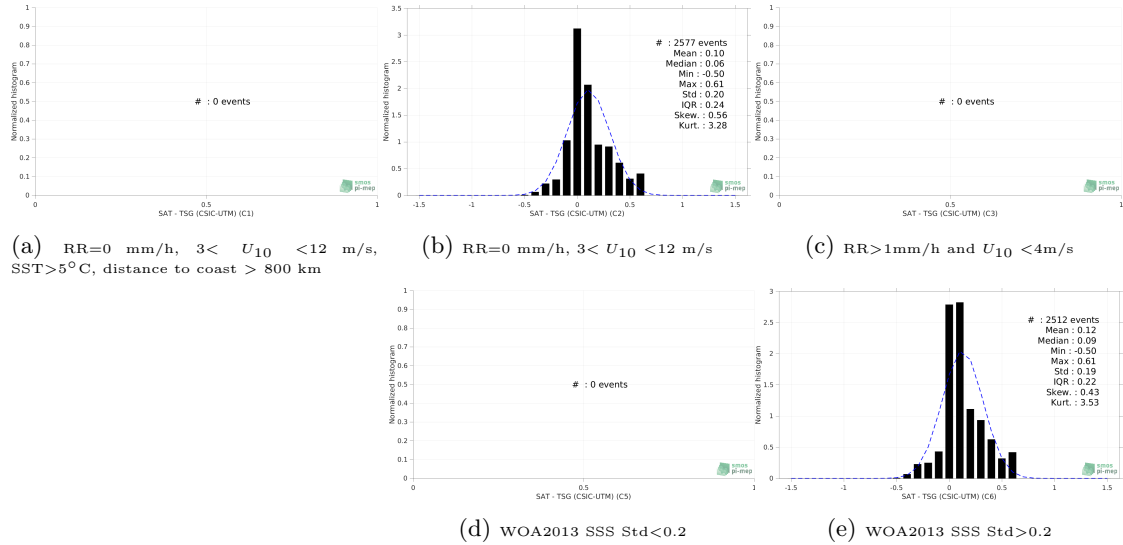 1
0.9
0.8
0.7
0.6
0.5
0.4
0.3
0.2
0.1
0
Normalized histogram
# : 0 events
smos
pi-mep
0 0.5 1
SAT - TSG (CSIC-UTM) (C1)
(a) RR=0 mm/h, 3< U10 <12 m/s,
SST>5°C, distance to coast > 800 km
3.5
3
2.5
2
1.5
1
0.5
0
Normalized histogram
# : 2577 events
Mean : 0.10
Median : 0.06
Min : -0.50
Max : 0.61
Std : 0.20
IQR : 0.24
Skew. : 0.56
Kurt. : 3.28
smos
pi-mep
-1.5 -1 -0.5 0 0.5 1 1.5
SAT - TSG (CSIC-UTM) (C2)
(b) RR=0 mm/h, 3< U10 <12 m/s
1
0.9
0.8
0.7
0.6
0.5
0.4
0.3
0.2
0.1
0
Normalized histogram
# : 0 events
smos
pi-mep
0 0.5 1
SAT - TSG (CSIC-UTM) (C3)
(c) RR>1mm/h and U10 <4m/s
1
0.9
0.8
0.7
0.6
0.5
0.4
0.3
0.2
0.1
0
Normalized histogram
# : 0 events
smos
pi-mep
0 0.5 1
SAT - TSG (CSIC-UTM) (C5)
(d) WOA2013 SSS Std<0.2
3
2.5
2
1.5
1
0.5
0
Normalized histogram
# : 2512 events
Mean : 0.12
Median : 0.09
Min : -0.50
Max : 0.61
Std : 0.19
IQR : 0.22
Skew. : 0.43
Kurt. : 3.53
smos
pi-mep
-1.5 -1 -0.5 0 0.5 1 1.5
SAT - TSG (CSIC-UTM) (C6)
(e) WOA2013 SSS Std>0.2